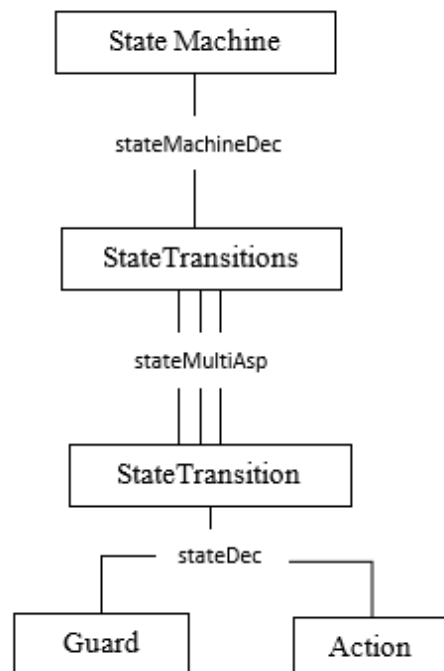 State Machine
stateMachineDec
StateTransitions
stateMultiAsp
StateTransition
stateDec
Guard
Action